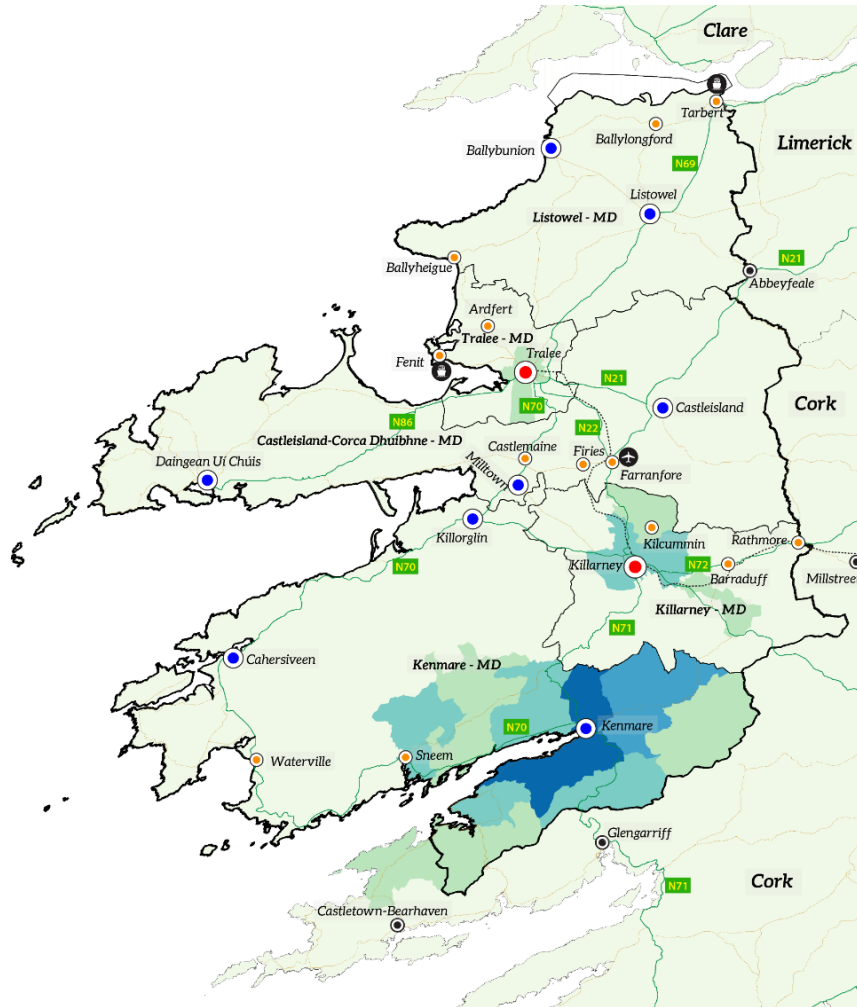 Clare
Tarbert
Ballylongford
Limerick
Ballybunion
N69
Listowel
Listowel - MD
N21
Ballyheigue
Abbeyfeale
Ardfert
Tralee - MD
Tralee
Fenit
N21
N70
Castleisland
Cork
N86
N22
Castleisland-Corca Dhuibhne - MD
Castlemaine
Firies
Daingean Uí Chúis
Milltown
Farranfore
Killorglin
Kilcummin
Rathmore
Killarney
N72
N70
Barraduff
Millstree
Killarney - MD
N71
Cahersiveen
Kenmare - MD
N70
Kenmare
Sneem
Waterville
Glengarriff
N71
Cork
Castletown-Bearhaven